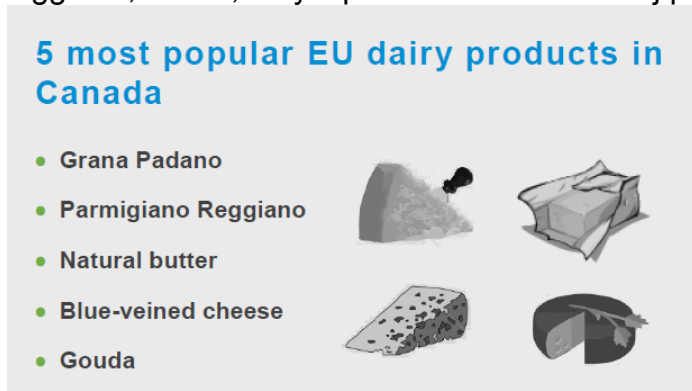 5 most popular EU dairy products in
Canada
• Grana Padano
• Parmigiano Reggiano
• Natural butter
• Blue-veined cheese
• Gouda